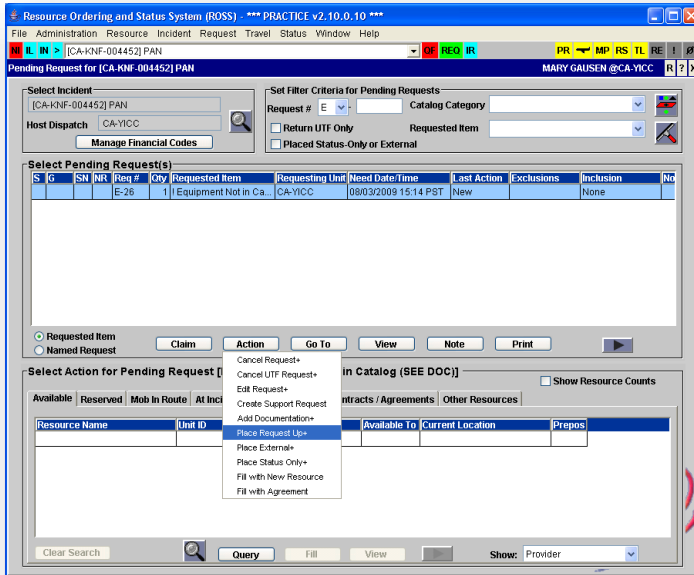 Resource Ordering and Status System (ROSS) - *** PRACTICE v2.10.0.10 ***
File Administration Resource Incident Request Travel Status Window Help
NI IL IN > [CA-KNF-004452] PAN QF REQ IR PR MP RS TL RE !
Pending Request for [CA-KNF-004452] PAN MARY GAUSEN @CA-YICC R ? X
Select Incident
[CA-KNF-004452] PAN
Host Dispatch CA-YICC
Manage Financial Codes
Set Filter Criteria for Pending Requests
Request # E - Catalog Category
Return UTF Only Requested Item
Placed Status-Only or External
Select Pending Request(s)
S G SN NR Req # Qty Requested Item Requesting Unit Need Date/Time Last Action Exclusions Inclusion No
E-26 1 ! Equipment Not in Ca... CA-YICC 08/03/2009 15:14 PST New None
Requested Item
Named Request
Claim Action Go To View Note Print
Cancel Request+
Cancel UTF Request+
Edit Request+
Create Support Request
Add Documentation+
Place Request Up+
Place External+
Place Status Only+
Fill with New Resource
Fill with Agreement
Select Action for Pending Request [ in Catalog (SEE DOC)]
Show Resource Counts
Available Reserved Mob In Route At Inci ntracts / Agreements Other Resources
Resource Name Unit ID Available To Current Location Prepos
Clear Search Query Fill View Show: Provider